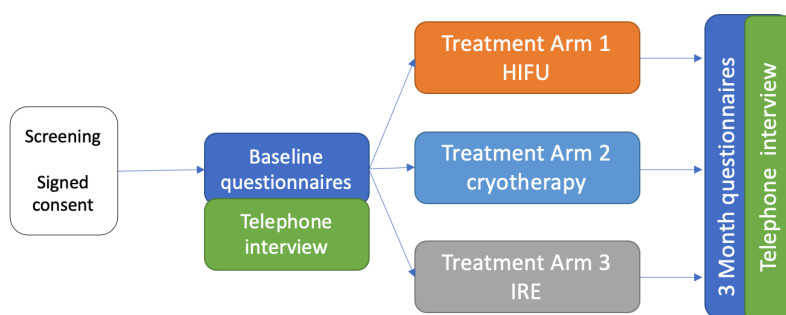 Screening
Signed
consent
Baseline
questionnaires
Telephone
interview
Treatment Arm 1
HIFU
Treatment Arm 2
cryotherapy
Treatment Arm 3
IRE
3 Month questionnaires
Telephone interview